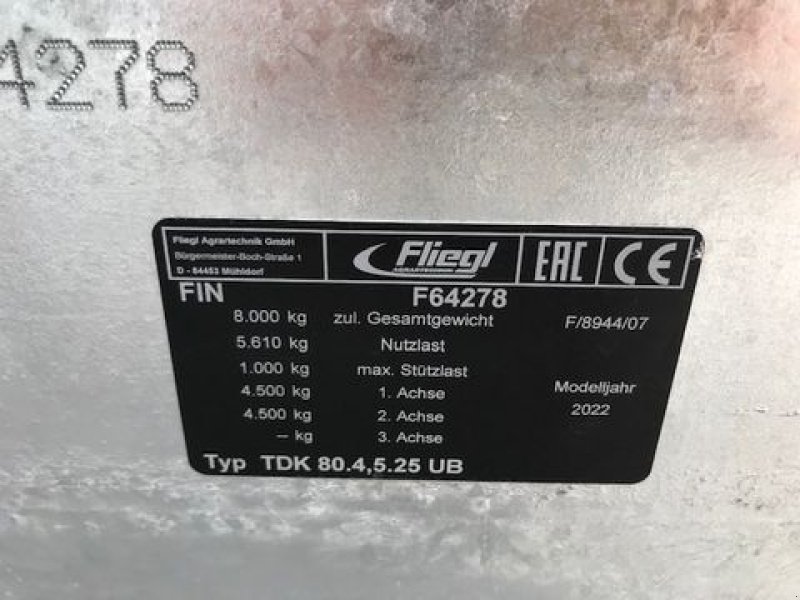 4278
Fliegl Agrartechnik GmbH
Bürgermeister-Boch-Straße 1
D - 84453 Mühldorf
Fliegl
AGRARTECHNIK
EAC
CE
FIN F64278
8.000 kg zul. Gesamtgewicht F/8944/07
5.610 kg Nutzlast
1.000 kg max. Stützlast
4.500 kg 1. Achse Modelljahr
4.500 kg 2. Achse 2022
– kg 3. Achse
Typ TDK 80.4,5.25 UB